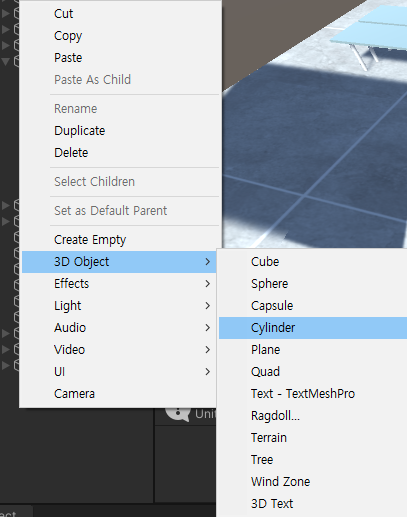 Cut
Copy
Paste
Paste As Child
Rename
Duplicate
Delete
Select Children
Set as Default Parent
Create Empty
3D Object
Effects
Light
Audio
Video
UI
Camera
Cube
Sphere
Capsule
Cylinder
Plane
Quad
Text - TextMeshPro
Ragdoll...
Terrain
Tree
Wind Zone
3D Text
Unit
ect